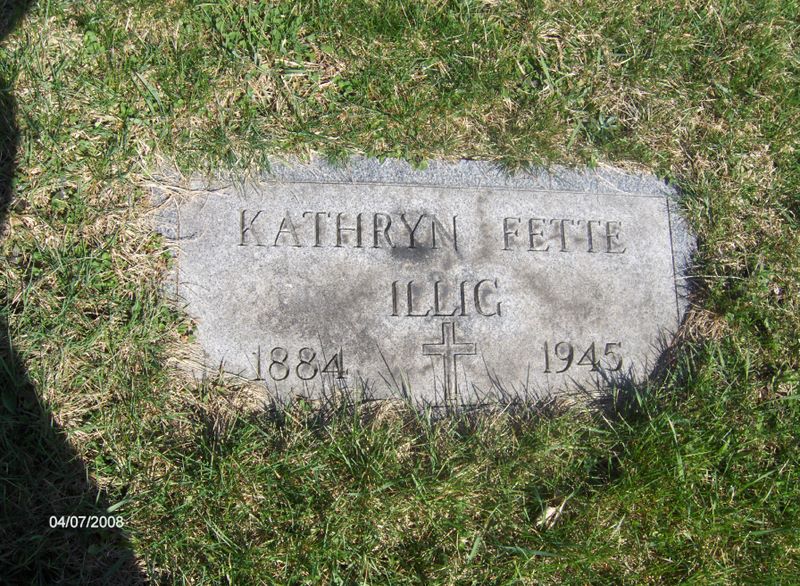 KATHRYN FETTE
ILLIG
1884 1945
04/07/2008